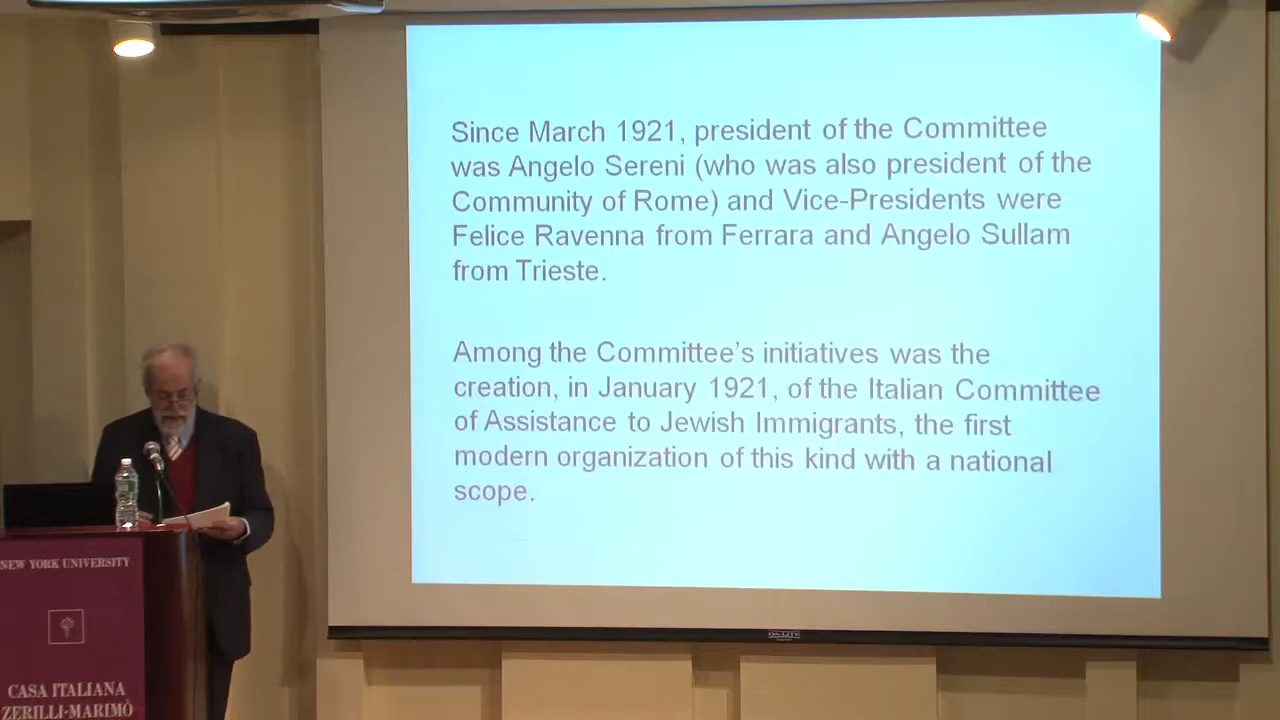 Since March 1921, president of the Committee
was Angelo Sereni (who was also president of the
Community of Rome) and Vice-Presidents were
Felice Ravenna from Ferrara and Angelo Sullam
from Trieste.
Among the Committee's initiatives was the
creation, in January 1921, of the Italian Committee
of Assistance to Jewish Immigrants, the first
modern organization of this kind with a national
scope.
DA-LITE
NEW YORK UNIVERSITY
CASA ITALIANA
ZERILLI-MARIMÒ